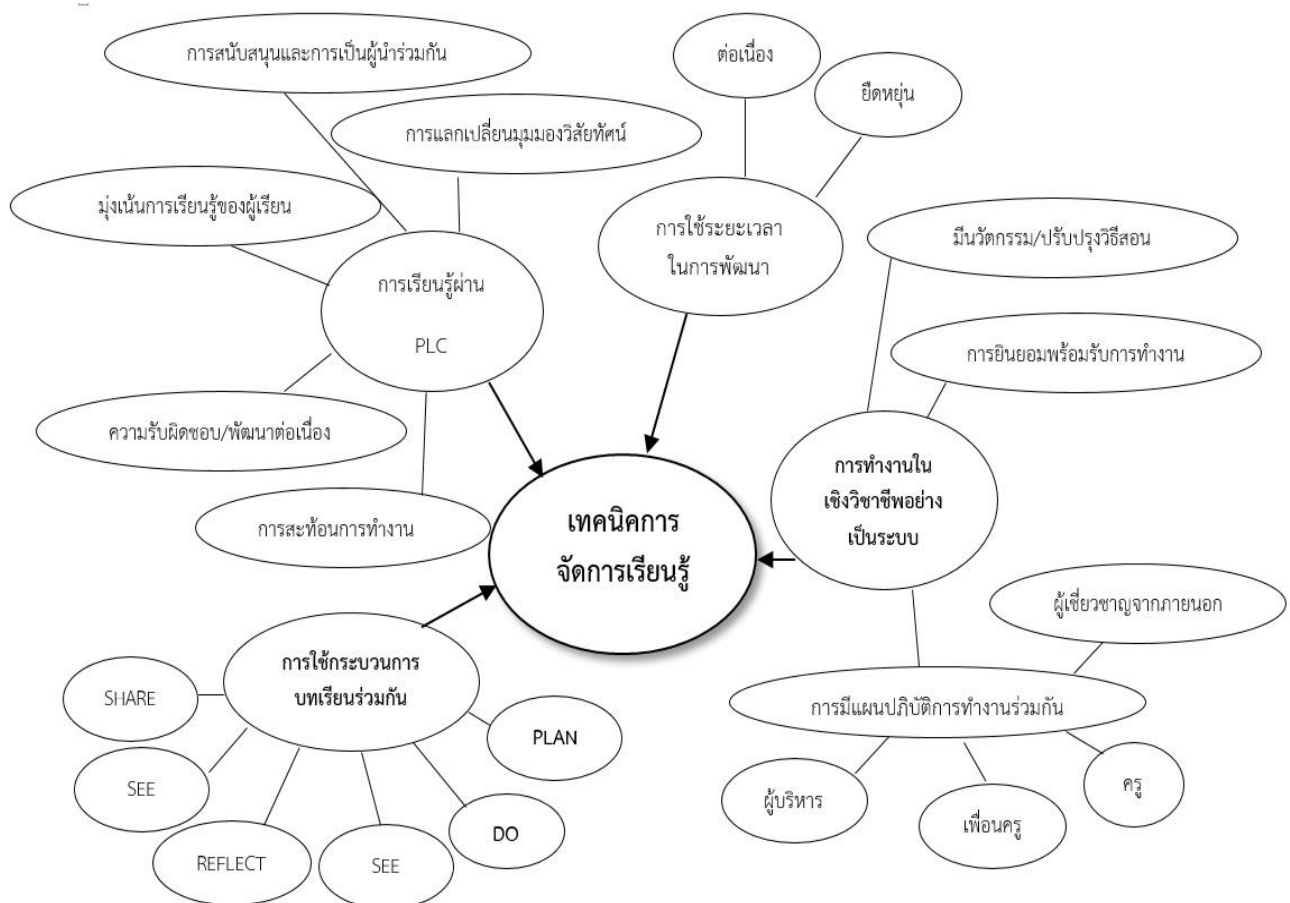 การสนับสนุนและการเป็นผู้นำร่วมกัน
ต่อเนื่อง
ยืดหยุ่น
การแลกเปลี่ยนมุมมองวิสัยทัศน์
มุ่งเน้นการเรียนรู้ของผู้เรียน
การใช้ระยะเวลา
ในการพัฒนา
มีนวัตกรรม/ปรับปรุงวิธีสอน
การเรียนรู้ผ่าน
PLC
การยินยอมพร้อมรับการทำงาน
ความรับผิดชอบ/พัฒนาต่อเนื่อง
การทำงานใน
เชิงวิชาชีพอย่าง
เป็นระบบ
การสะท้อนการทำงาน
เทคนิคการ
จัดการเรียนรู้
ผู้เชี่ยวชาญจากภายนอก
การใช้กระบวนการ
บทเรียนร่วมกัน
SHARE
PLAN
การมีแผนปฏิบัติการทำงานร่วมกัน
SEE
DO
REFLECT
SEE
ผู้บริหาร
เพื่อนครู
ครู